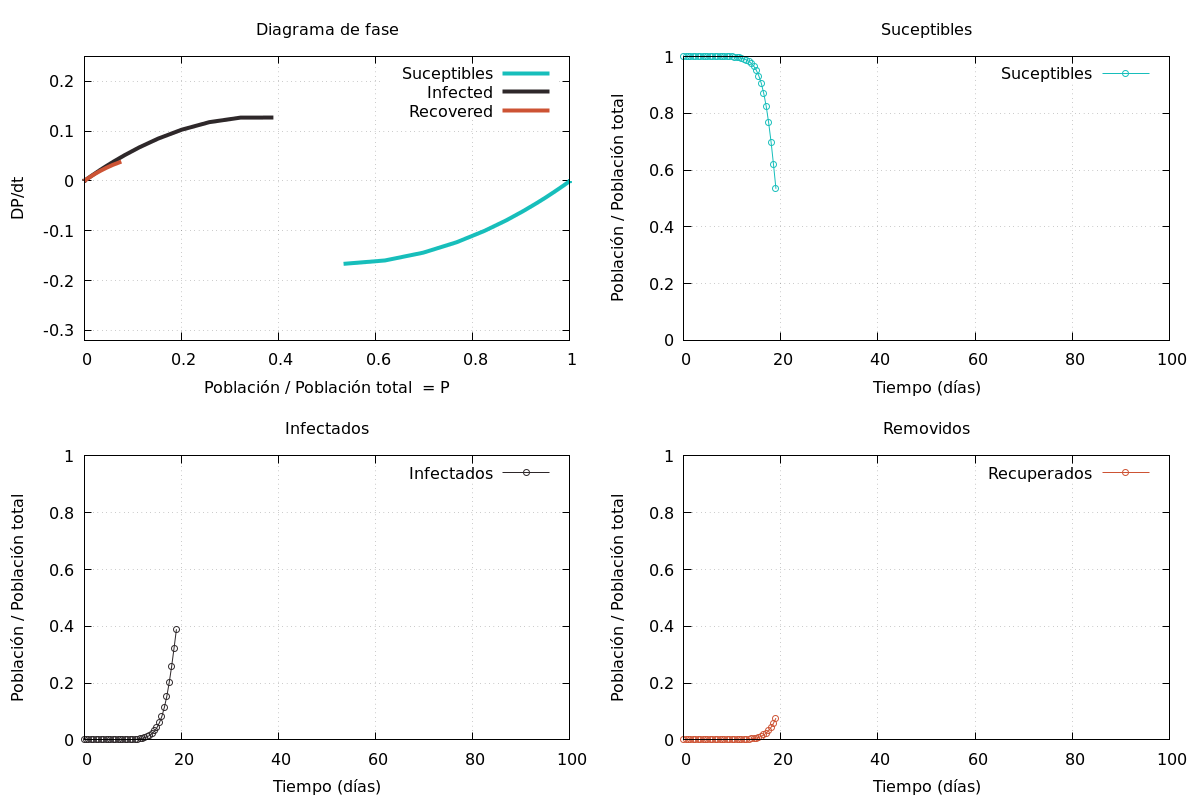 Diagrama de fase
Suceptibles
Infected
Recovered
0.2
0.1
0
-0.1
-0.2
-0.3
DP/dt
0 0.2 0.4 0.6 0.8 1
Población / Población total = P
Suceptibles
Suceptibles
1
0.8
0.6
0.4
0.2
0
Población / Población total
0 20 40 60 80 100
Tiempo (días)
Infectados
Infectados
1
0.8
0.6
0.4
0.2
0
Población / Población total
0 20 40 60 80 100
Tiempo (días)
Removidos
Recuperados
1
0.8
0.6
0.4
0.2
0
Población / Población total
0 20 40 60 80 100
Tiempo (días)